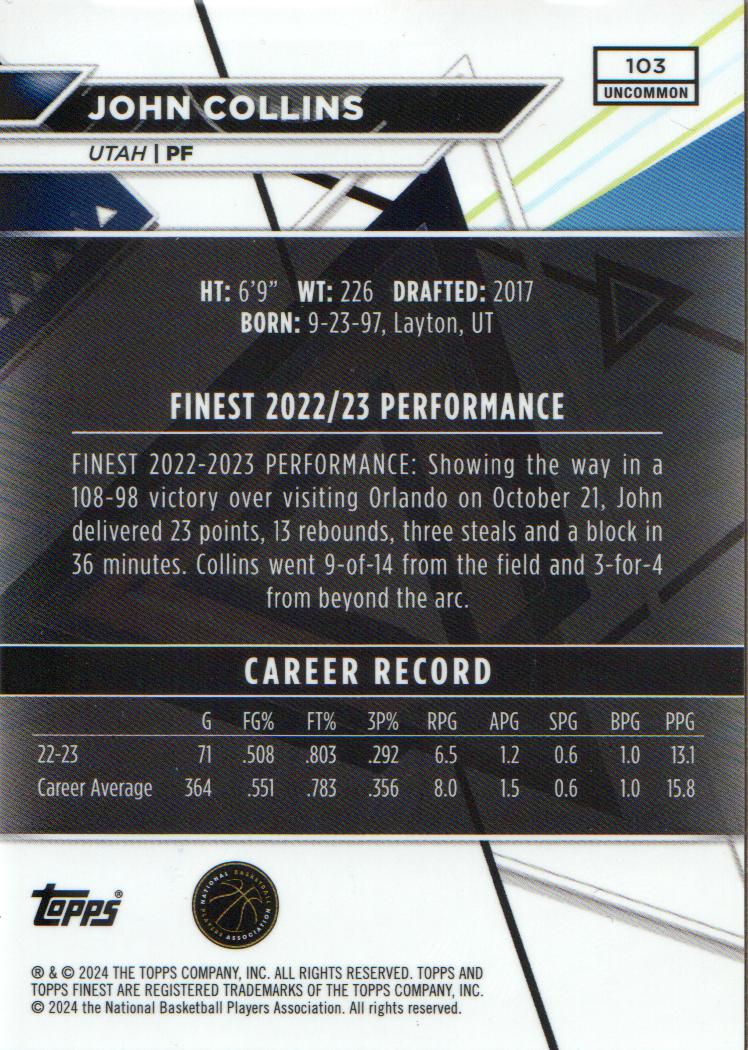 103
UNCOMMON
JOHN COLLINS
UTAH | PF
HT: 6'9" WT: 226 DRAFTED: 2017
BORN: 9-23-97, Layton, UT
FINEST 2022/23 PERFORMANCE
FINEST 2022-2023 PERFORMANCE: Showing the way in a
108-98 victory over visiting Orlando on October 21, John
delivered 23 points, 13 rebounds, three steals and a block in
36 minutes. Collins went 9-of-14 from the field and 3-for-4
from beyond the arc.
CAREER RECORD
G FG% FT% 3P% RPG APG SPG BPG PPG
22-23 71 .508 .803 .292 6.5 1.2 0.6 1.0 13.1
Career Average 364 .551 .783 .356 8.0 1.5 0.6 1.0 15.8
topps®
NATIONAL BASKETBALL PLAYERS ASSOCIATION
® & © 2024 THE TOPPS COMPANY, INC. ALL RIGHTS RESERVED. TOPPS AND
TOPPS FINEST ARE REGISTERED TRADEMARKS OF THE TOPPS COMPANY, INC.
© 2024 the National Basketball Players Association. All rights reserved.